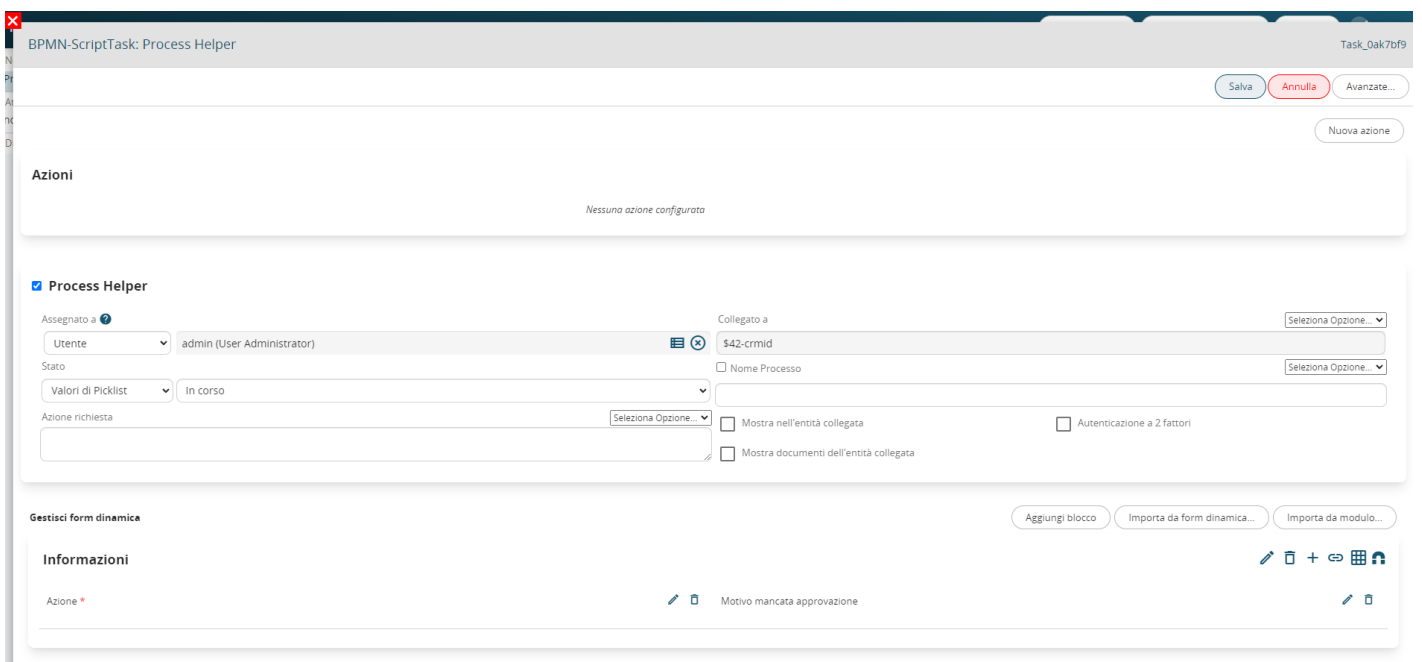 BPMN-ScriptTask: Process Helper
Task_0ak7bf9
Salva
Annulla
Avanzate...
Nuova azione
Azioni
Nessuna azione configurata
Process Helper
Assegnato a
Utente
admin (User Administrator)
Collegato a
Seleziona Opzione...
$42-crmid
Stato
Valori di Picklist
In corso
Nome Processo
Seleziona Opzione...
Azione richiesta
Seleziona Opzione...
Mostra nell'entità collegata
Autenticazione a 2 fattori
Mostra documenti dell'entità collegata
Gestisci form dinamica
Aggiungi blocco
Importa da form dinamica...
Importa da modulo...
Informazioni
Azione *
Motivo mancata approvazione